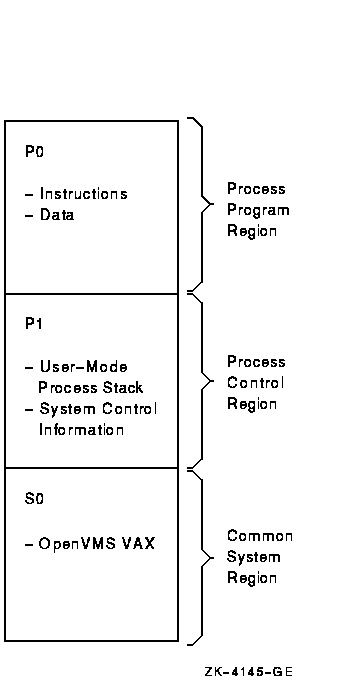 P0
– Instructions
– Data
Process
Program
Region
P1
– User–Mode
Process Stack
– System Control
Information
Process
Control
Region
S0
– OpenVMS VAX
Common
System
Region
ZK–4145–GE